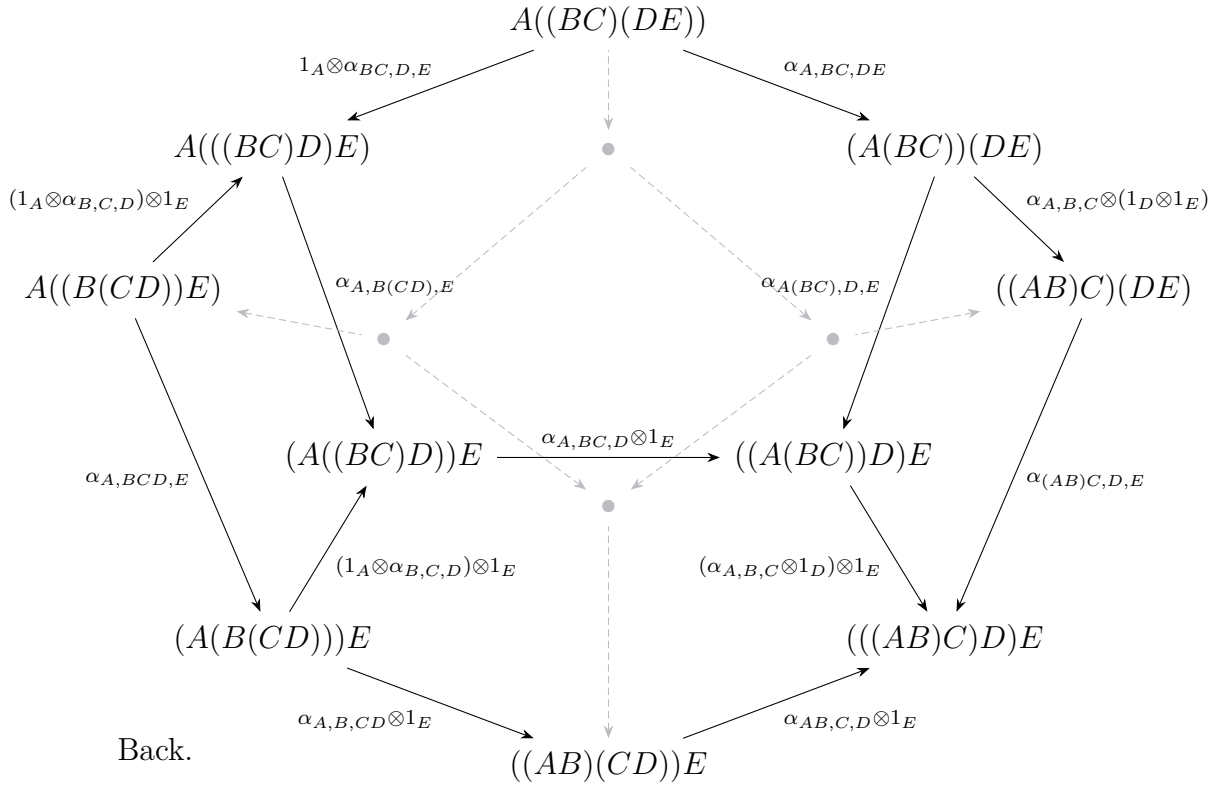 A((BC)(DE))
1_A⊗α_{BC,D,E}
α_{A,BC,DE}
A(((BC)D)E)
(A(BC))(DE)
(1_A⊗α_{B,C,D})⊗1_E
α_{A,B,C}⊗(1_D⊗1_E)
A((B(CD))E)
α_{A,B(CD),E}
α_{A(BC),D,E}
((AB)C)(DE)
(A((BC)D))E
α_{A,BC,D}⊗1_E
((A(BC))D)E
α_{A,BCD,E}
α_{(AB)C,D,E}
(1_A⊗α_{B,C,D})⊗1_E
(α_{A,B,C}⊗1_D)⊗1_E
(A(B(CD)))E
(((AB)C)D)E
α_{A,B,CD}⊗1_E
α_{AB,C,D}⊗1_E
Back.
((AB)(CD))E